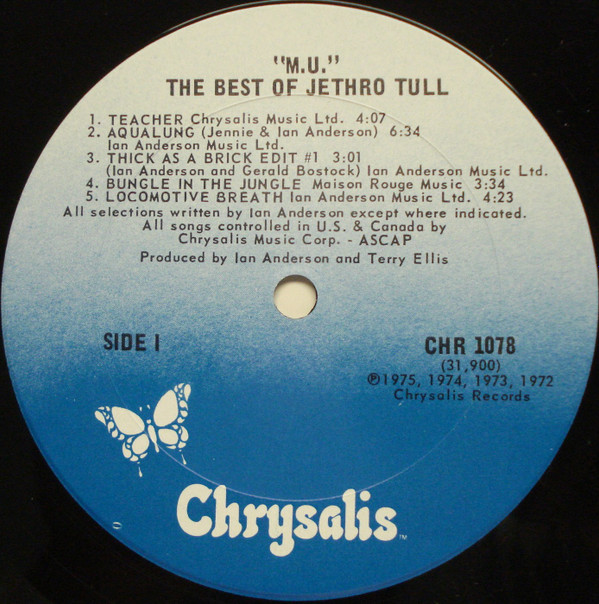 "M.U."
THE BEST OF JETHRO TULL
1. TEACHER Chrysalis Music Ltd. 4:07
2. AQUALUNG (Jennie & Ian Anderson) 6:34
Ian Anderson Music Ltd.
3. THICK AS A BRICK EDIT #1 3:01
(Ian Anderson and Gerald Bostock) Ian Anderson Music Ltd.
4. BUNGLE IN THE JUNGLE Maison Rouge Music 3:34
5. LOCOMOTIVE BREATH Ian Anderson Music Ltd. 4:23
All selections written by Ian Anderson except where indicated.
All songs controlled in U.S. & Canada by
Chrysalis Music Corp. - ASCAP
Produced by Ian Anderson and Terry Ellis
SIDE I
CHR 1078
(31,900)
℗1975, 1974, 1973, 1972
Chrysalis Records
Chrysalis™